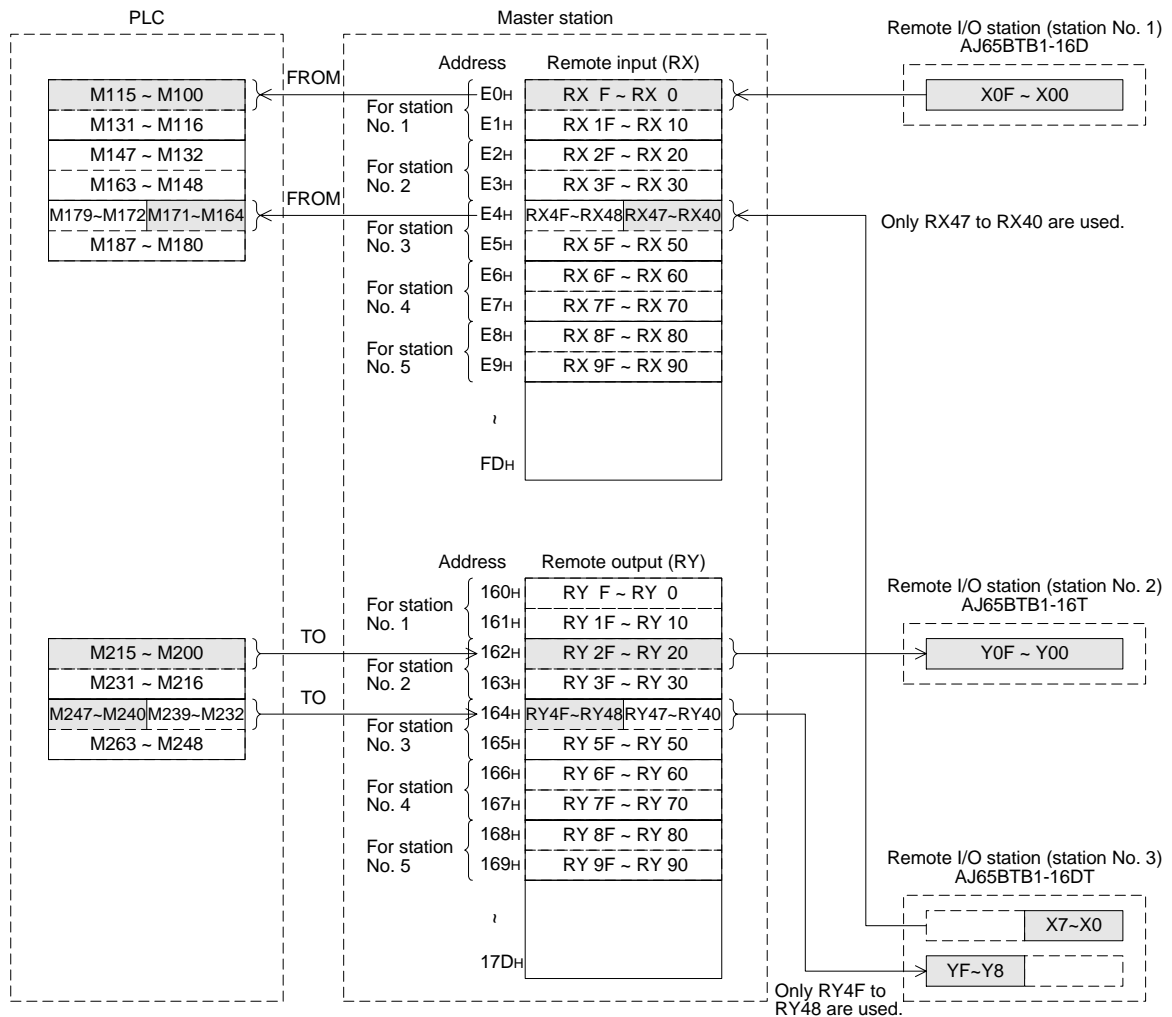 PLC
Master station
Remote I/O station (station No. 1)
AJ65BTB1-16D
Address
Remote input (RX)
FROM
M115 ~ M100
E0H
RX F ~ RX 0
X0F ~ X00
For station
No. 1
M131 ~ M116
E1H
RX 1F ~ RX 10
M147 ~ M132
E2H
RX 2F ~ RX 20
For station
No. 2
M163 ~ M148
E3H
RX 3F ~ RX 30
FROM
M179~M172
M171~M164
E4H
RX4F~RX48
RX47~RX40
Only RX47 to RX40 are used.
For station
No. 3
M187 ~ M180
E5H
RX 5F ~ RX 50
E6H
RX 6F ~ RX 60
For station
No. 4
E7H
RX 7F ~ RX 70
E8H
RX 8F ~ RX 80
For station
No. 5
E9H
RX 9F ~ RX 90
~
FDH
Address
Remote output (RY)
160H
RY F ~ RY 0
Remote I/O station (station No. 2)
AJ65BTB1-16T
For station
No. 1
161H
RY 1F ~ RY 10
TO
M215 ~ M200
162H
RY 2F ~ RY 20
Y0F ~ Y00
For station
No. 2
M231 ~ M216
163H
RY 3F ~ RY 30
TO
M247~M240
M239~M232
164H
RY4F~RY48
RY47~RY40
For station
No. 3
M263 ~ M248
165H
RY 5F ~ RY 50
166H
RY 6F ~ RY 60
For station
No. 4
167H
RY 7F ~ RY 70
168H
RY 8F ~ RY 80
For station
No. 5
169H
RY 9F ~ RY 90
Remote I/O station (station No. 3)
AJ65BTB1-16DT
~
X7~X0
17DH
YF~Y8
Only RY4F to
RY48 are used.